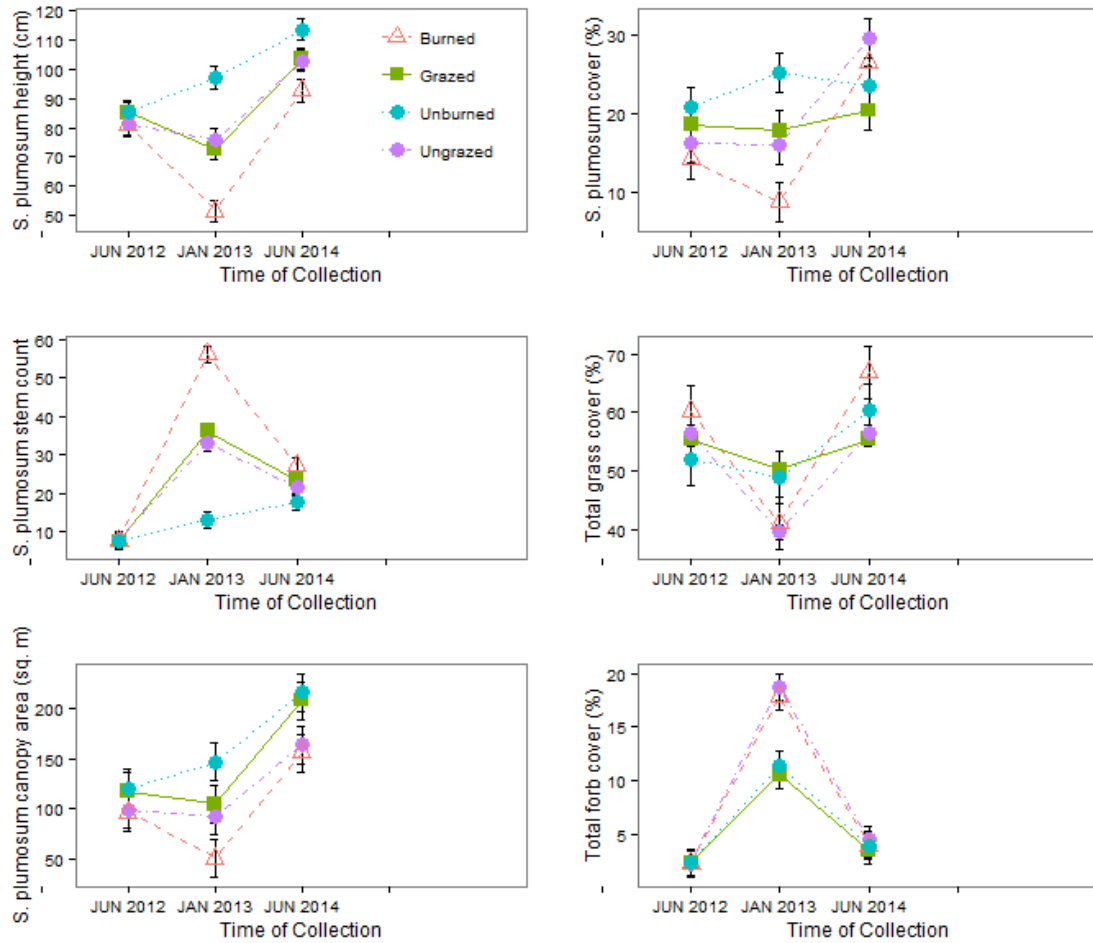 S. plumosum height (cm)
120
110
100
90
80
70
60
50
JUN 2012 JAN 2013 JUN 2014
Time of Collection
Burned
Grazed
Unburned
Ungrazed
S. plumosum cover (%)
30
20
10
JUN 2012 JAN 2013 JUN 2014
Time of Collection
S. plumosum stem count
60
50
40
30
20
10
JUN 2012 JAN 2013 JUN 2014
Time of Collection
Total grass cover (%)
70
60
50
40
JUN 2012 JAN 2013 JUN 2014
Time of Collection
S. plumosum canopy area (sq. m)
200
150
100
50
JUN 2012 JAN 2013 JUN 2014
Time of Collection
Total forb cover (%)
20
15
10
5
JUN 2012 JAN 2013 JUN 2014
Time of Collection